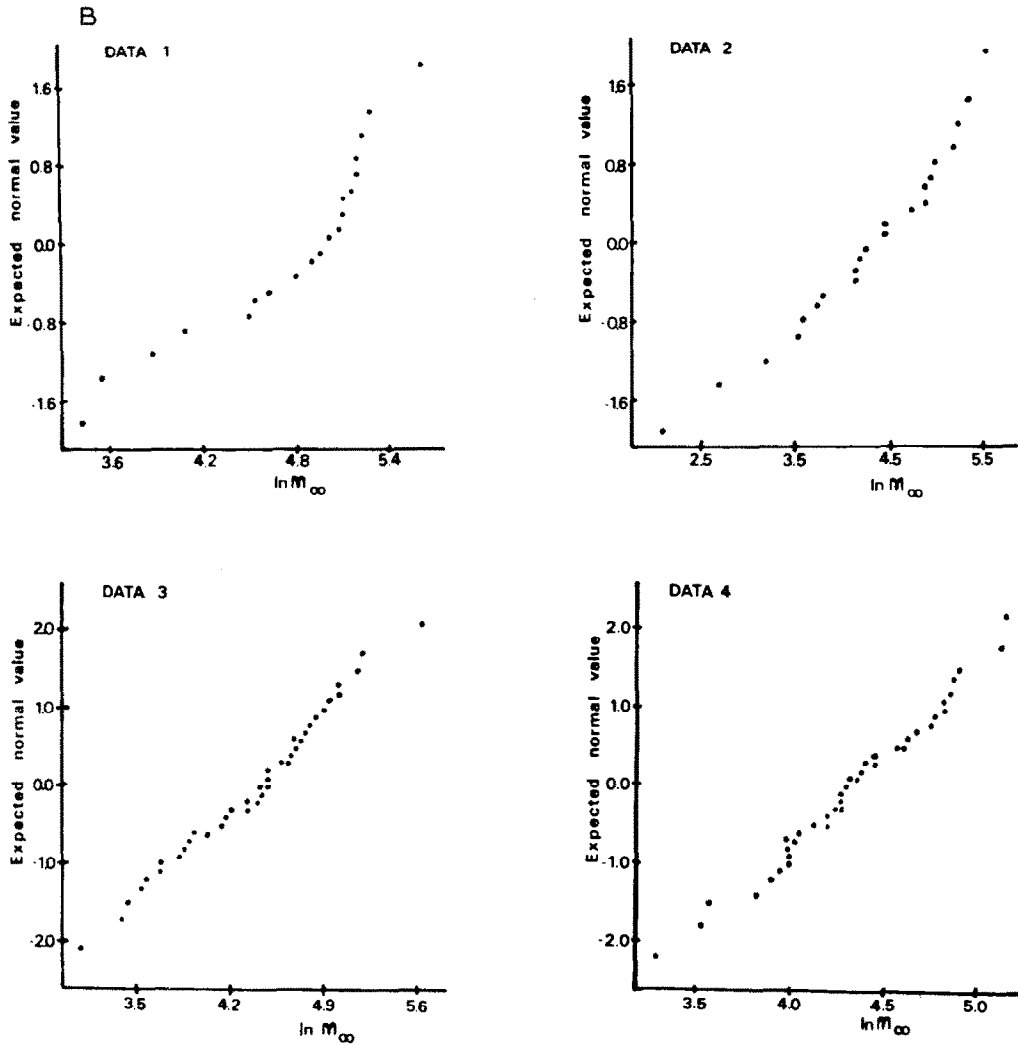 B
DATA 1
Expected normal value
1.6
0.8
0.0
-0.8
-1.6
3.6 4.2 4.8 5.4
ln m∞
DATA 2
Expected normal value
1.6
0.8
0.0
-0.8
-1.6
2.5 3.5 4.5 5.5
ln m∞
DATA 3
Expected normal value
2.0
1.0
0.0
-1.0
-2.0
3.5 4.2 4.9 5.6
ln m∞
DATA 4
Expected normal value
2.0
1.0
0.0
-1.0
-2.0
3.5 4.0 4.5 5.0
ln m∞